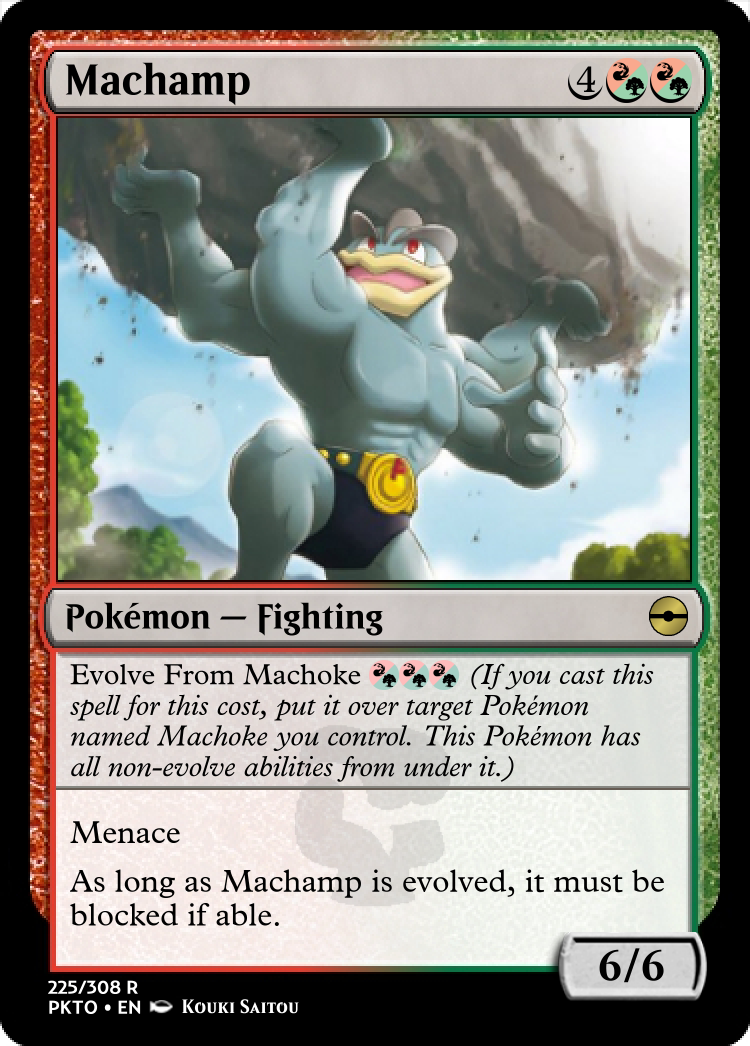 Machamp 4
Pokémon — Fighting
Evolve From Machoke (If you cast this
spell for this cost, put it over target Pokémon
named Machoke you control. This Pokémon has
all non-evolve abilities from under it.)
Menace
As long as Machamp is evolved, it must be
blocked if able.
6/6
225/308 R
PKTO • EN Kouki Saitou